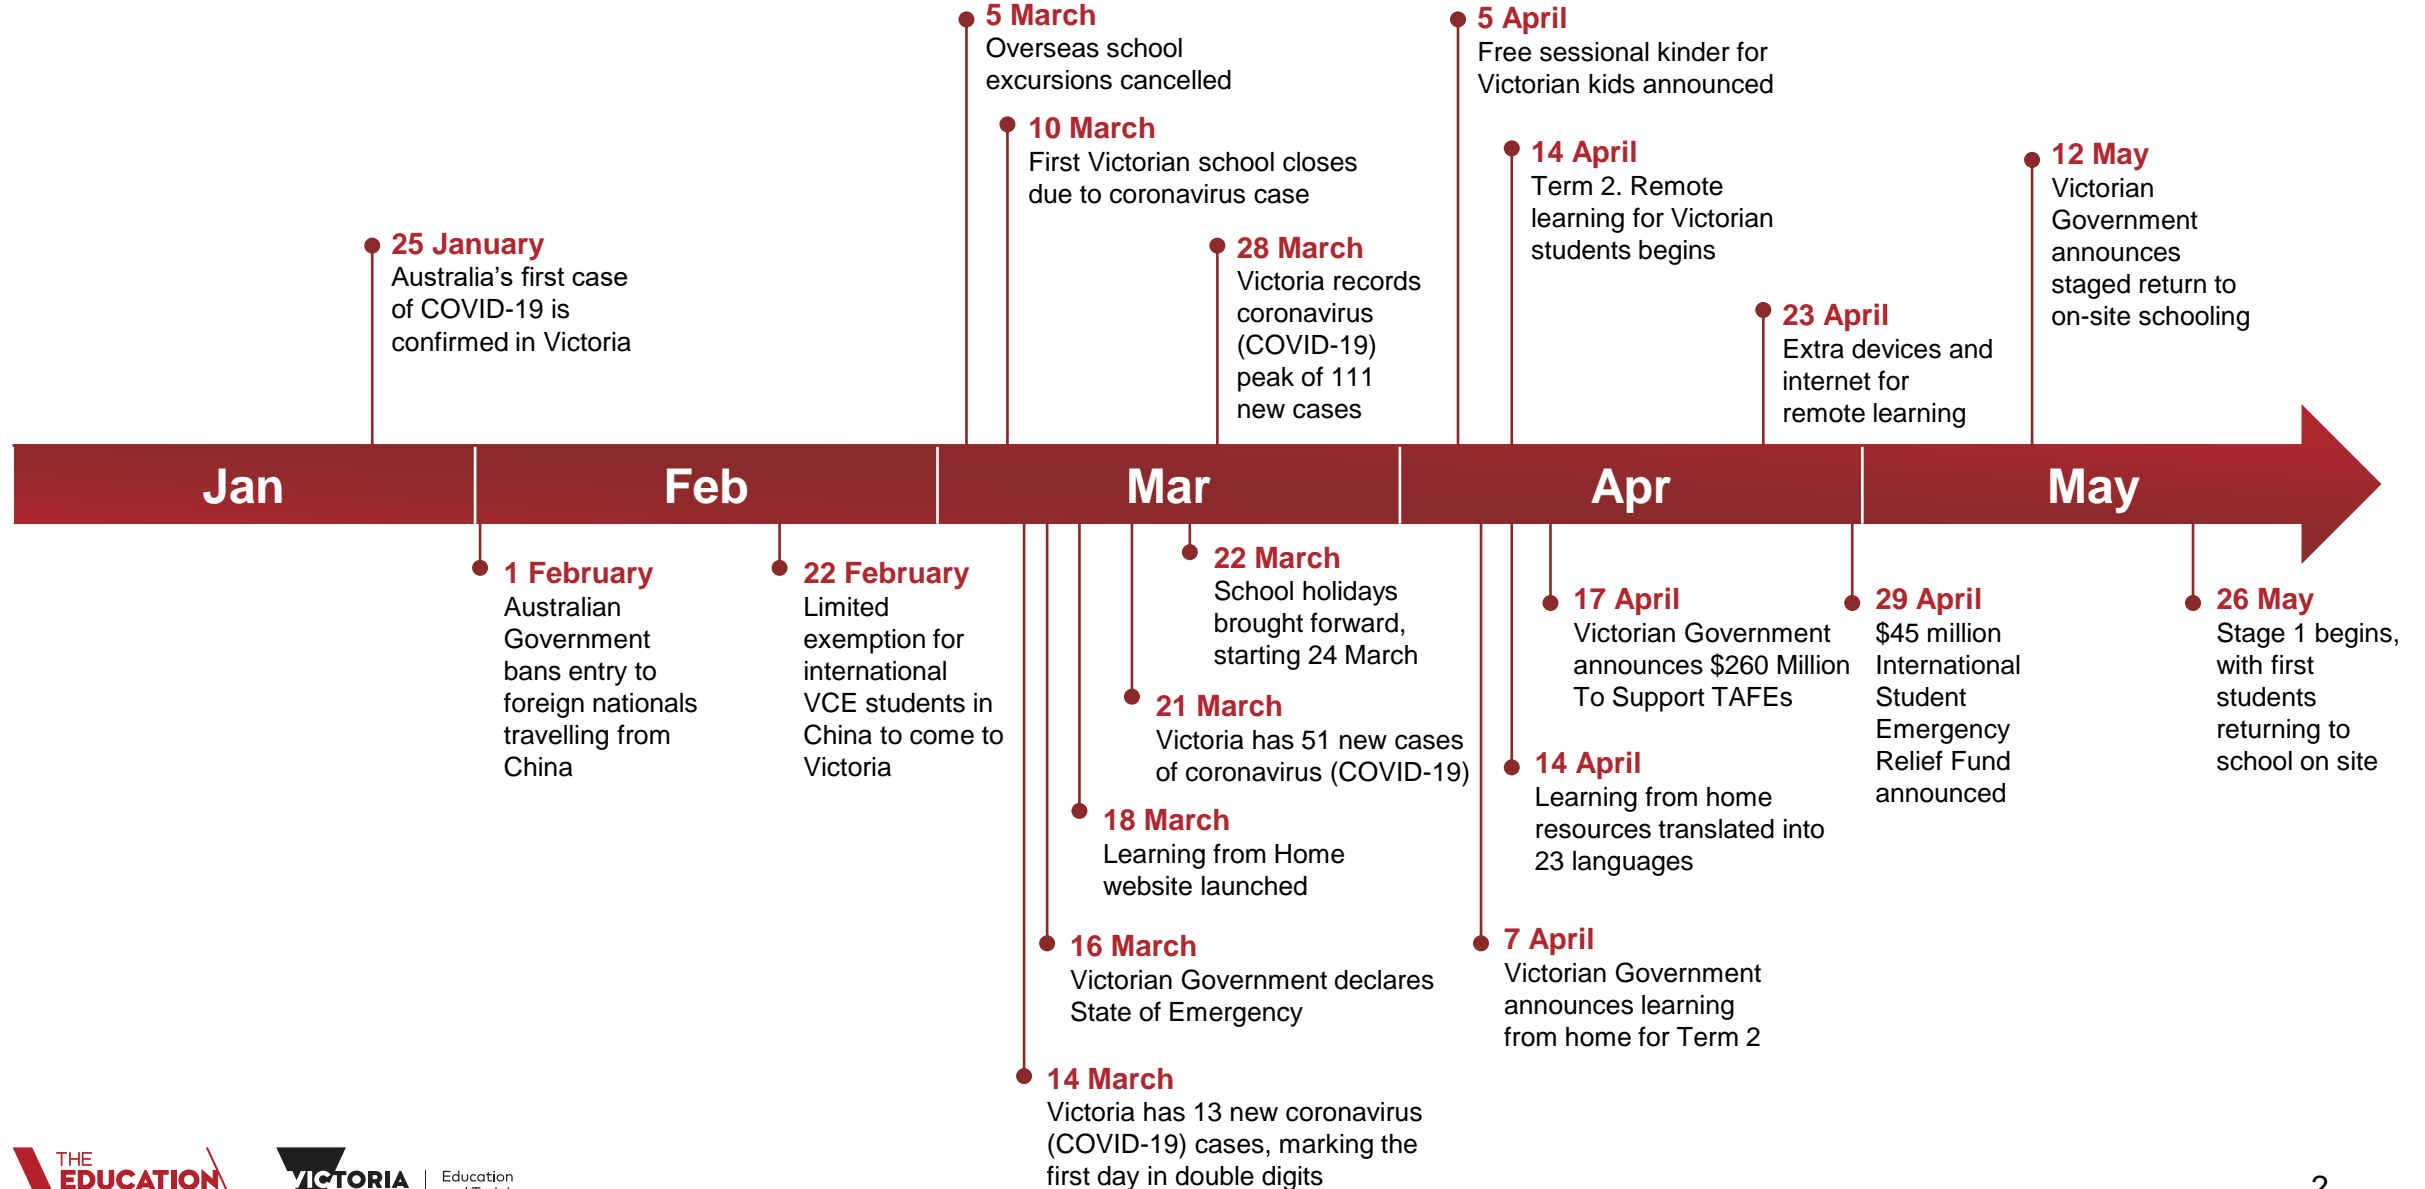 5 March
Overseas school
excursions cancelled
5 April
Free sessional kinder for
Victorian kids announced
10 March
First Victorian school closes
due to coronavirus case
14 April
Term 2. Remote
learning for Victorian
students begins
12 May
Victorian
Government
announces
staged return to
on-site schooling
25 January
Australia’s first case
of COVID-19 is
confirmed in Victoria
28 March
Victoria records
coronavirus
(COVID-19)
peak of 111
new cases
23 April
Extra devices and
internet for
remote learning
Jan
Feb
Mar
Apr
May
1 February
Australian
Government
bans entry to
foreign nationals
travelling from
China
22 February
Limited
exemption for
international
VCE students in
China to come to
Victoria
22 March
School holidays
brought forward,
starting 24 March
21 March
Victoria has 51 new cases
of coronavirus (COVID-19)
18 March
Learning from Home
website launched
16 March
Victorian Government declares
State of Emergency
14 March
Victoria has 13 new coronavirus
(COVID-19) cases, marking the
first day in double digits
17 April
Victorian Government
announces $260 Million
To Support TAFEs
14 April
Learning from home
resources translated into
23 languages
7 April
Victorian Government
announces learning
from home for Term 2
29 April
$45 million
International
Student
Emergency
Relief Fund
announced
26 May
Stage 1 begins,
with first
students
returning to
school on site
THE
EDUCATION
VICTORIA
Education
2